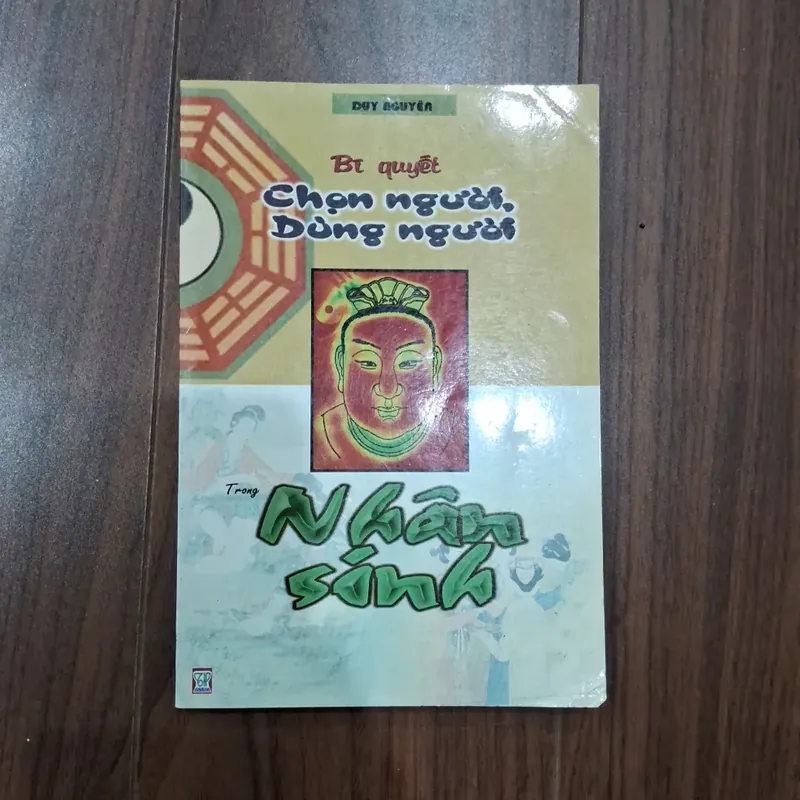 DUY NGUYÊN
Bí quyết
Chọn người,
Dùng người
Trong
Nhân
sinh